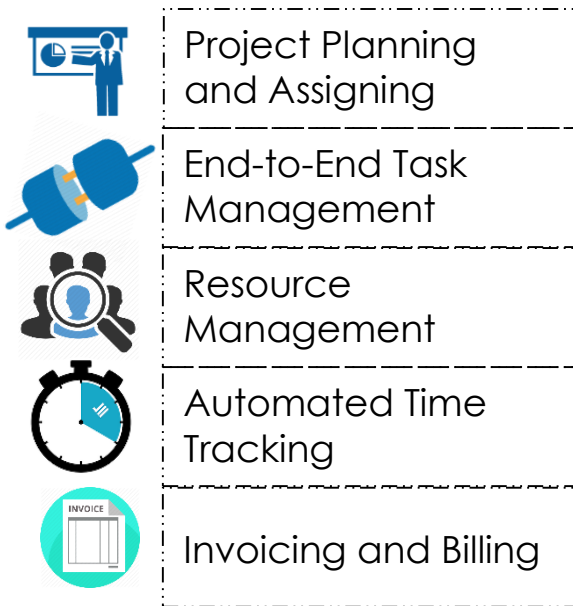 Project Planning
and Assigning
End-to-End Task
Management
Resource
Management
Automated Time
Tracking
INVOICE
Invoicing and Billing